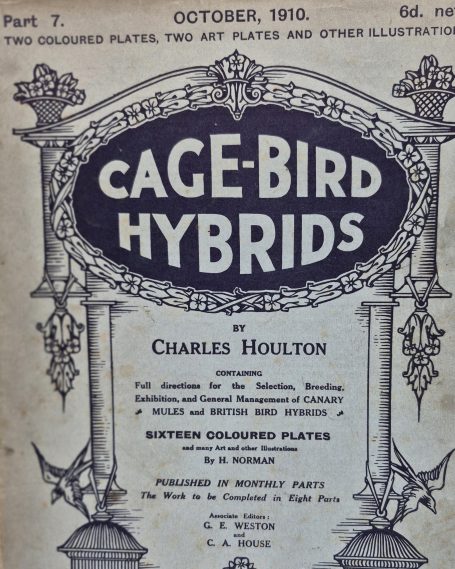 Part 7. OCTOBER, 1910. 6d. ne
TWO COLOURED PLATES, TWO ART PLATES AND OTHER ILLUSTRATION
CAGE-BIRD
HYBRIDS
BY
CHARLES HOULTON
CONTAINING
Full directions for the Selection, Breeding,
Exhibition, and General Management of CANARY
MULES and BRITISH BIRD HYBRIDS
SIXTEEN COLOURED PLATES
and many Art and other Illustrations
By H. NORMAN
PUBLISHED IN MONTHLY PARTS
The Work to be Completed in Eight Parts
Associate Editors:
G. E. WESTON
and
C. A. HOUSE